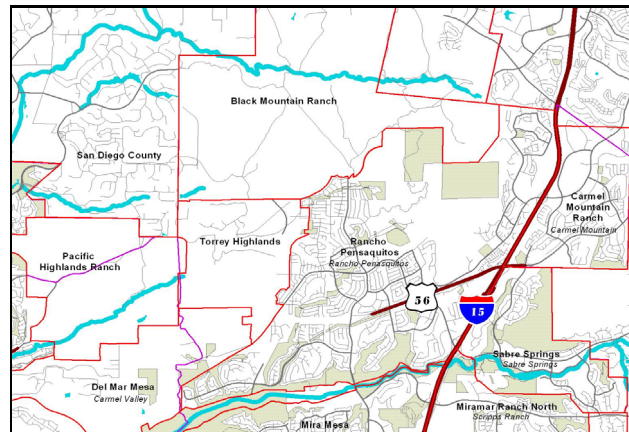 Black Mountain Ranch
San Diego County
Carmel
Mountain
Ranch
Carmel Mountain
Torrey Highlands
Rancho
Pensaquitos
Rancho Penasquitos
Pacific
Highlands Ranch
56
15
Sabre Springs
Sabre Springs
Del Mar Mesa
Carmel Valley
Miramar Ranch North
Scripps Ranch
Mira Mesa